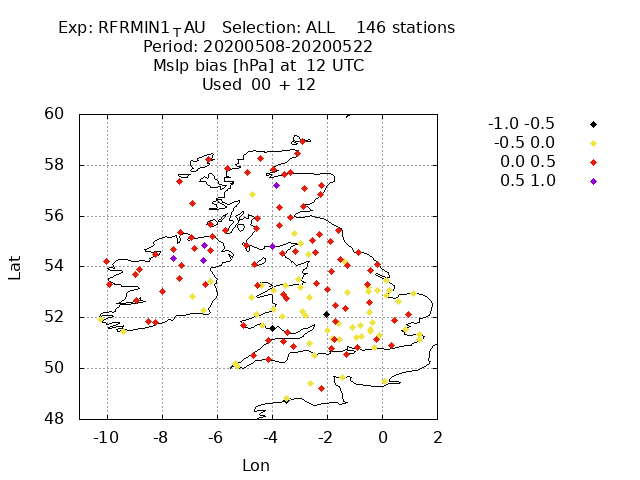 Exp: RFRMIN1_TAU Selection: ALL 146 stations
Period: 20200508-20200522
Mslp bias [hPa] at 12 UTC
Used 00 + 12
-1.0 -0.5
-0.5 0.0
0.0 0.5
0.5 1.0
60
58
56
54
52
50
48
Lat
-10 -8 -6 -4 -2 0 2
Lon